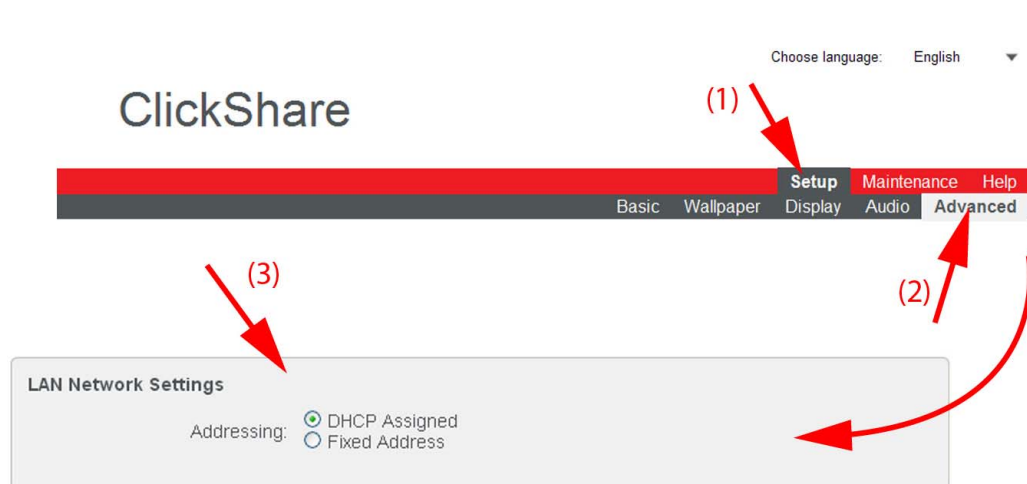 Choose language: English
ClickShare
(1)
Setup Maintenance Help
Basic Wallpaper Display Audio Advanced
(3)
(2)
LAN Network Settings
Addressing: DHCP Assigned
Fixed Address